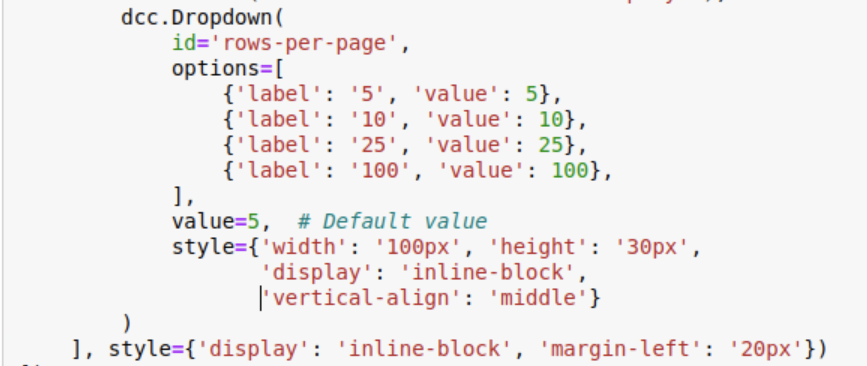 dcc.Dropdown(
id='rows-per-page',
options=[
{'label': '5', 'value': 5},
{'label': '10', 'value': 10},
{'label': '25', 'value': 25},
{'label': '100', 'value': 100},
],
value=5,  # Default value
style={'width': '100px', 'height': '30px',
'display': 'inline-block',
'vertical-align': 'middle'}
)
], style={'display': 'inline-block', 'margin-left': '20px'})